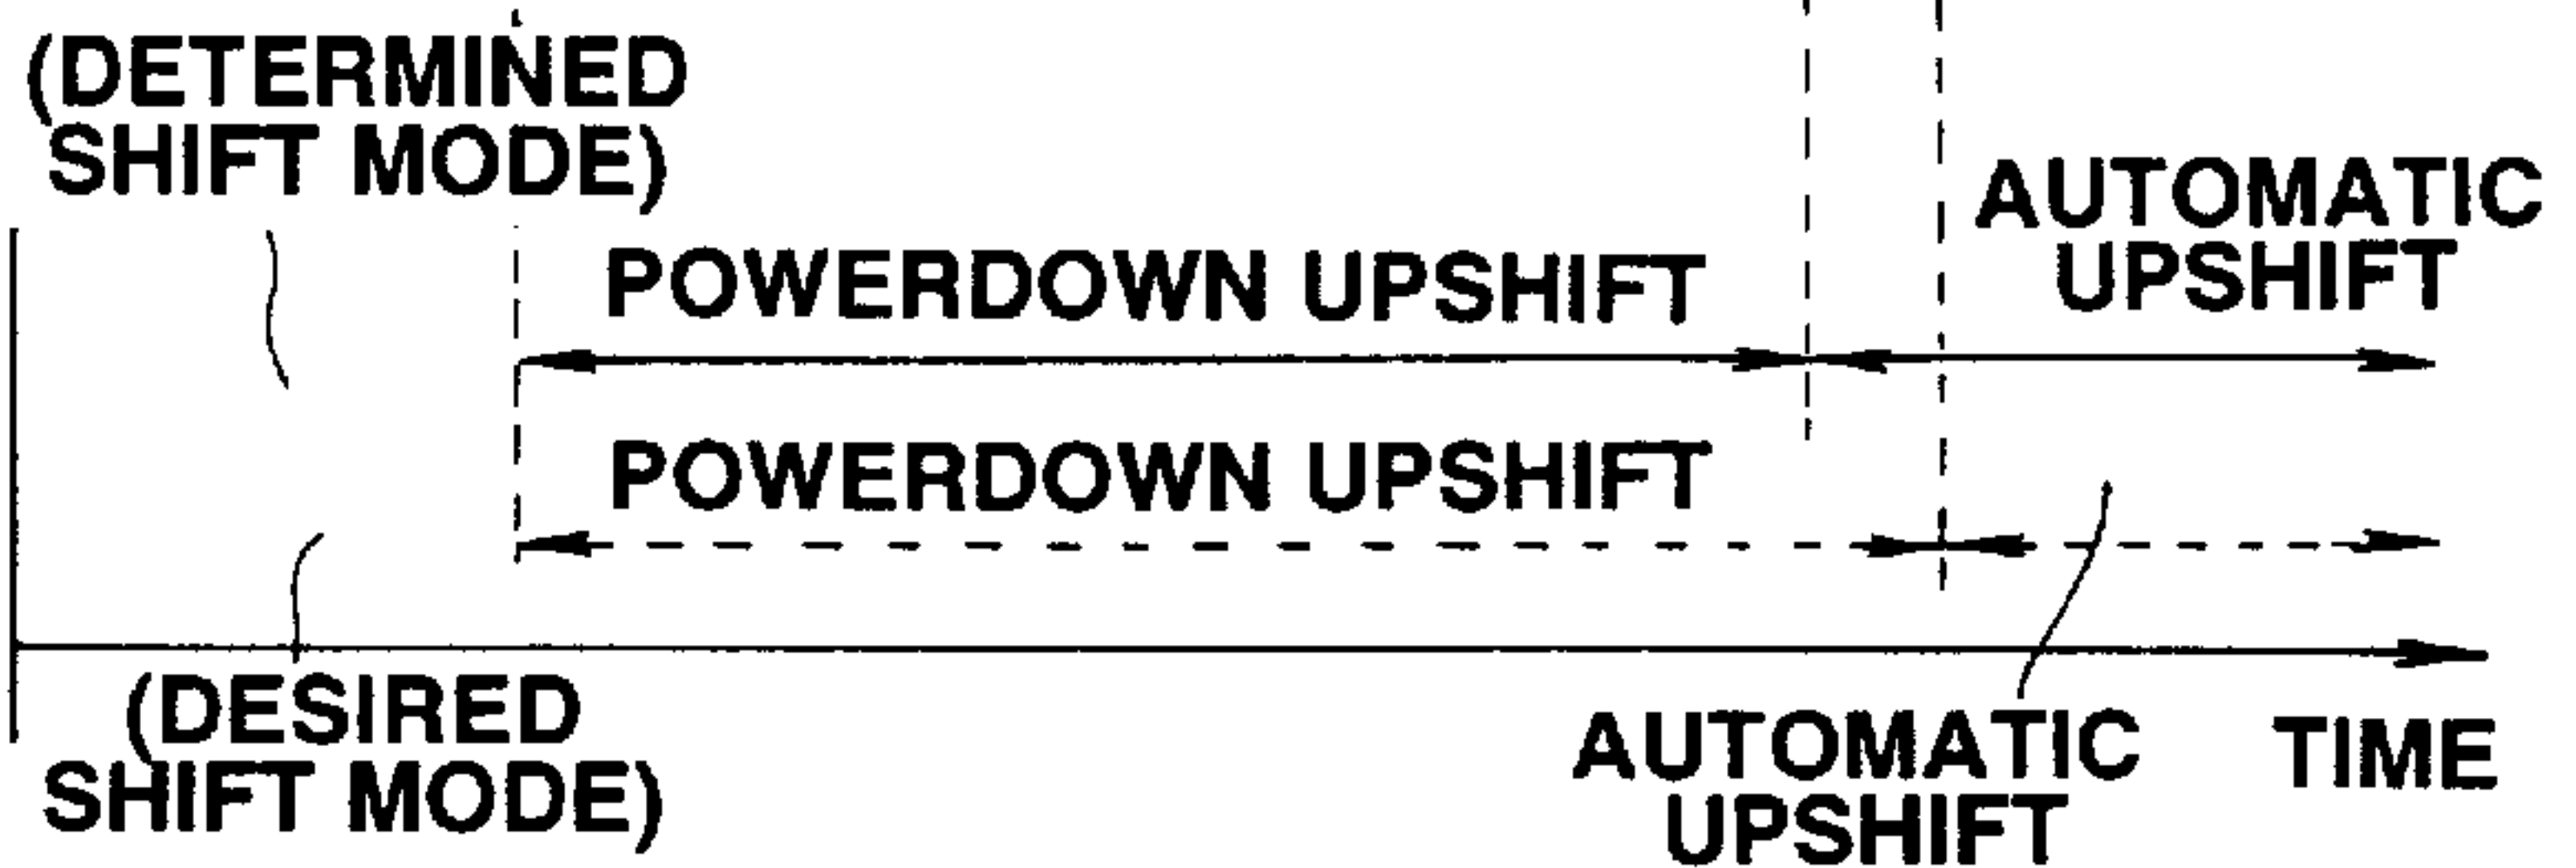 (DETERMINED
SHIFT MODE)
AUTOMATIC
UPSHIFT
POWERDOWN UPSHIFT
POWERDOWN UPSHIFT
(DESIRED
SHIFT MODE)
AUTOMATIC
UPSHIFT
TIME